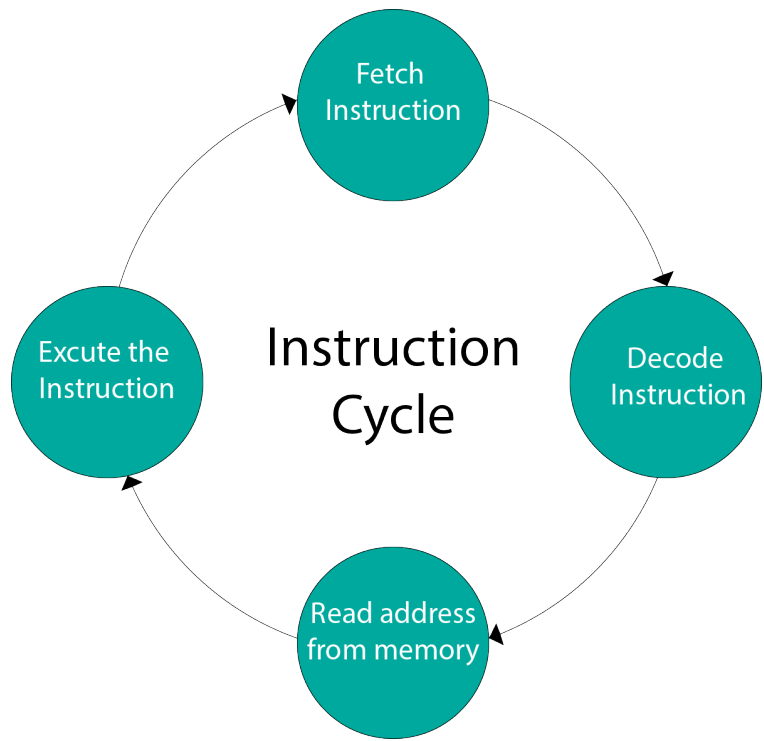 Fetch
Instruction
Instruction
Cycle
Decode
Instruction
Read address
from memory
Excute the
Instruction